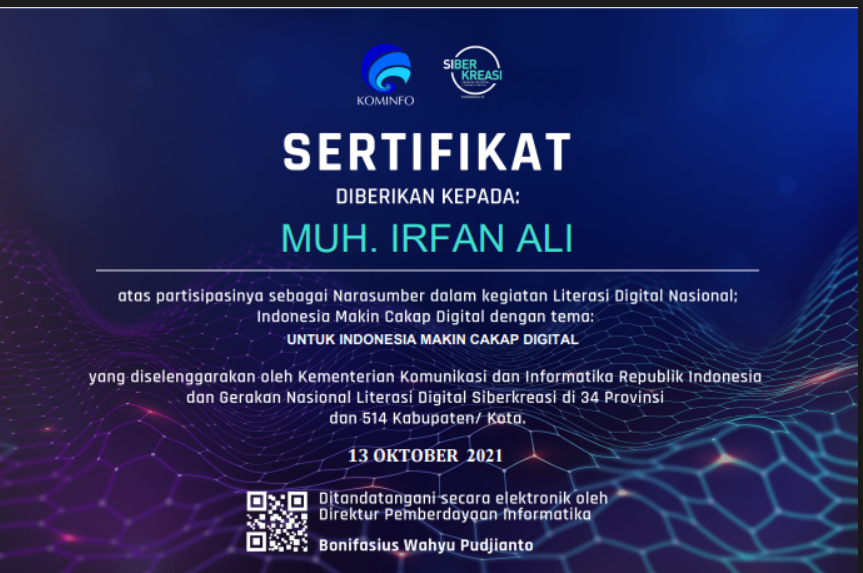 KOMINFO
SIBER
KREASI
SERTIFIKAT
DIBERIKAN KEPADA:
MUH. IRFAN ALI
atas partisipasinya sebagai Narasumber dalam kegiatan Literasi Digital Nasional;
Indonesia Makin Cakap Digital dengan tema:
UNTUK INDONESIA MAKIN CAKAP DIGITAL
yang diselenggarakan oleh Kementerian Komunikasi dan Informatika Republik Indonesia
dan Gerakan Nasional Literasi Digital Siberkreasi di 34 Provinsi
dan 514 Kabupaten/ Kota.
13 OKTOBER 2021
Ditandatangani secara elektronik oleh
Direktur Pemberdayaan Informatika
Bonifasius Wahyu Pudjianto